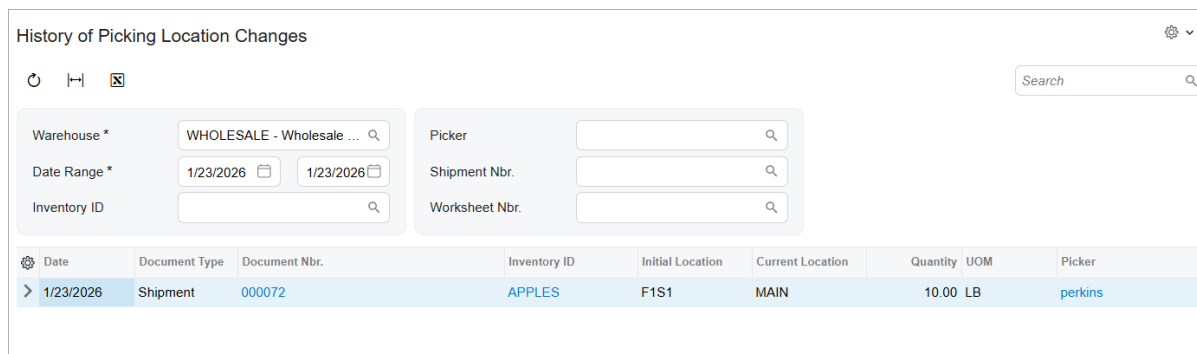 History of Picking Location Changes
Search
Warehouse * WHOLESALE - Wholesale ... Picker
Date Range * 1/23/2026 1/23/2026 Shipment Nbr.
Inventory ID Worksheet Nbr.
Date Document Type Document Nbr. Inventory ID Initial Location Current Location Quantity UOM Picker
1/23/2026 Shipment 000072 APPLES F1S1 MAIN 10.00 LB perkins